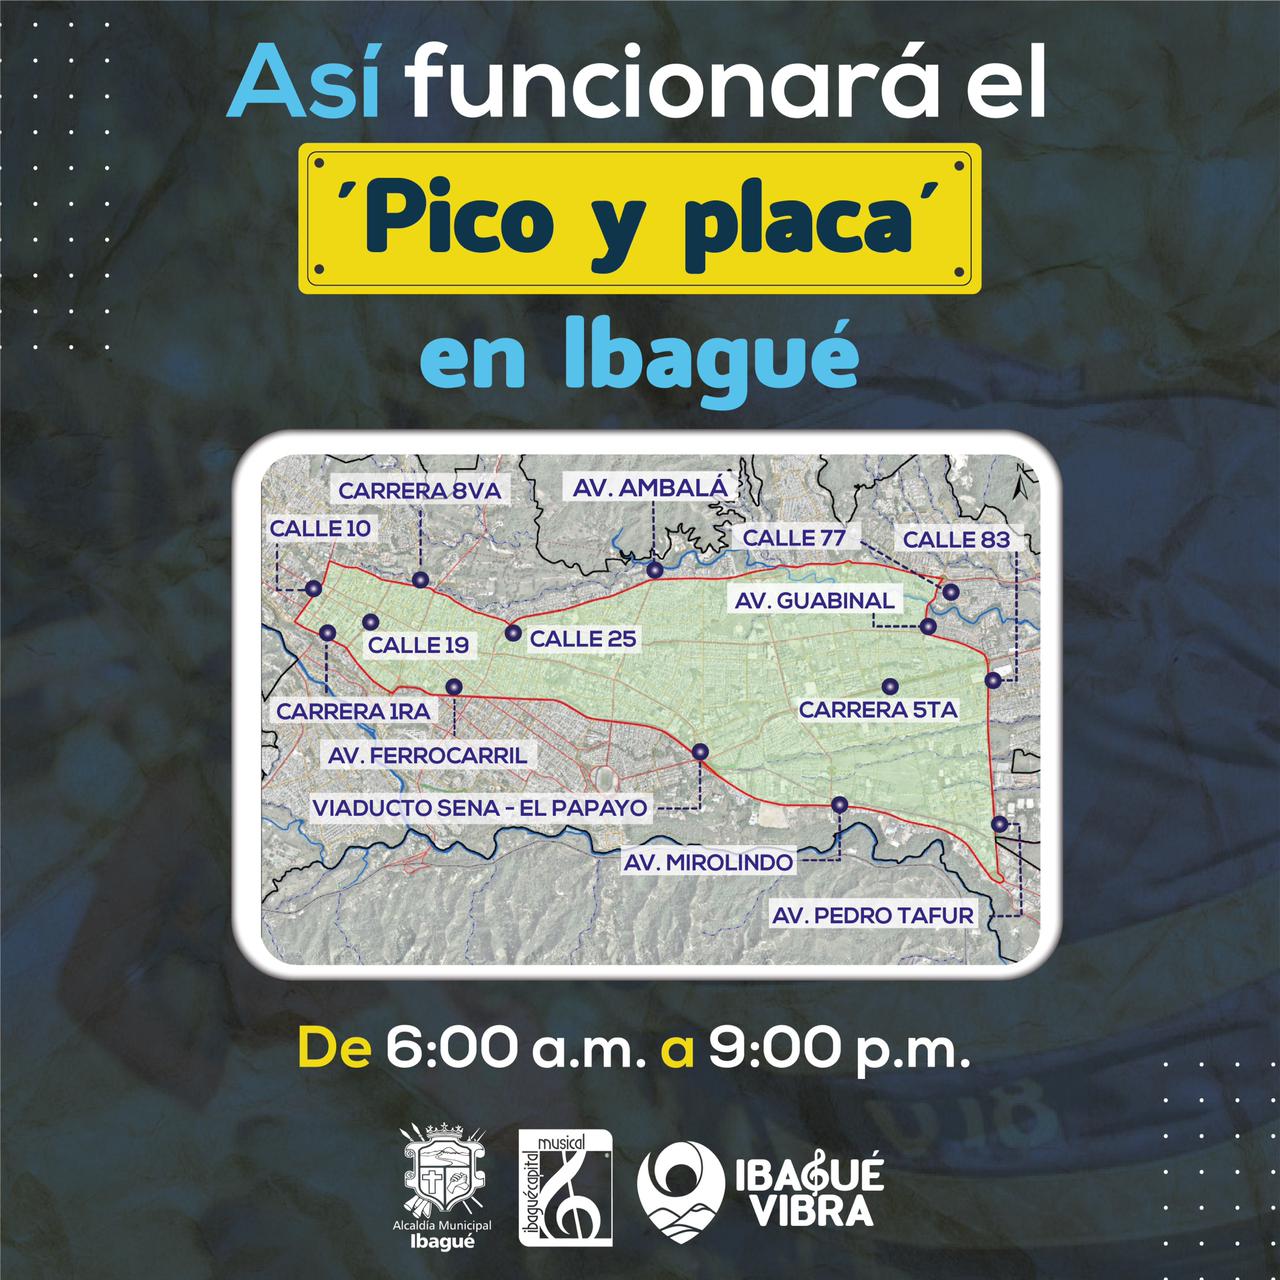 Así funcionará el
´Pico y placa´
en Ibagué
CARRERA 8VA
AV. AMBALÁ
CALLE 10
CALLE 77
CALLE 83
AV. GUABINAL
CALLE 19
CALLE 25
CARRERA 1RA
CARRERA 5TA
AV. FERROCARRIL
VIADUCTO SENA - EL PAPAYO
AV. MIROLINDO
AV. PEDRO TAFUR
N
De 6:00 a.m. a 9:00 p.m.
Alcaldía Municipal
Ibagué
ibaguécapital
musical
IBAGUÉ
VIBRA